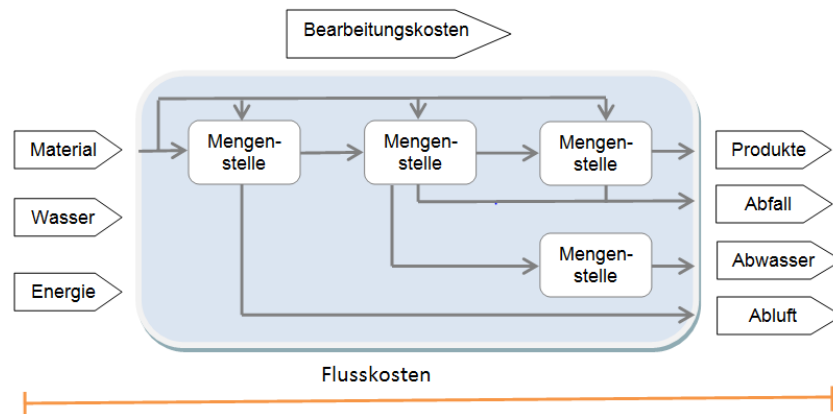 Bearbeitungskosten
Material
Wasser
Energie
Mengen-
stelle
Mengen-
stelle
Mengen-
stelle
Mengen-
stelle
Produkte
Abfall
Abwasser
Abluft
Flusskosten